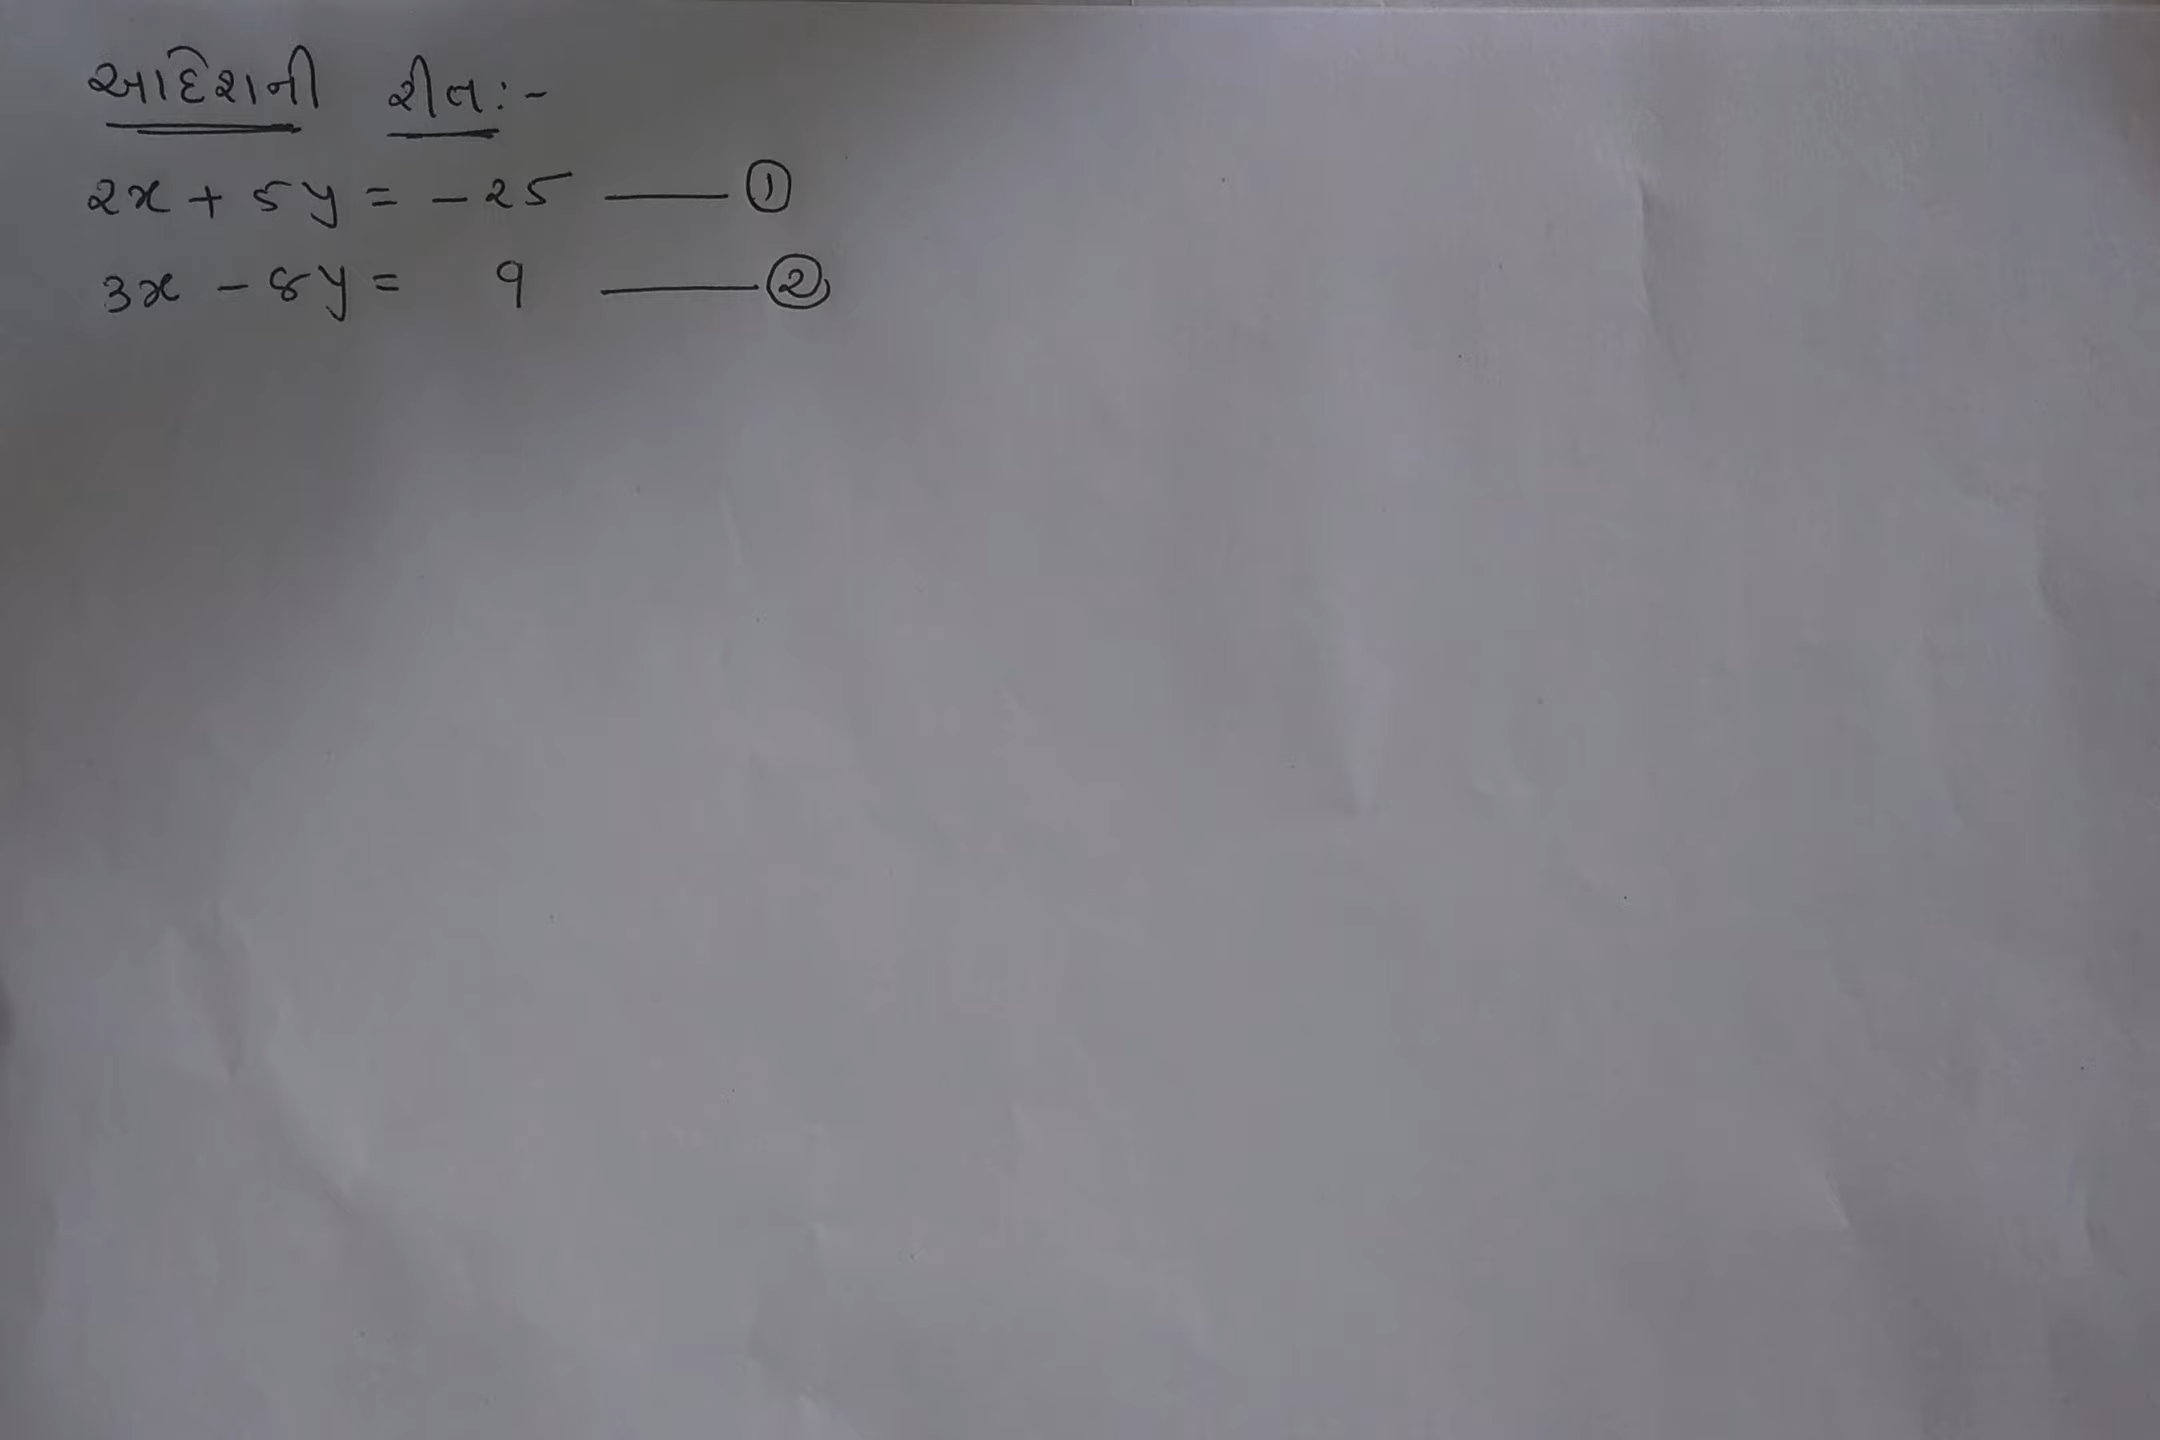 આદેશની રીત :-
2x + 5y = - 25 —— ①
3x - 8y = 9 —— ②